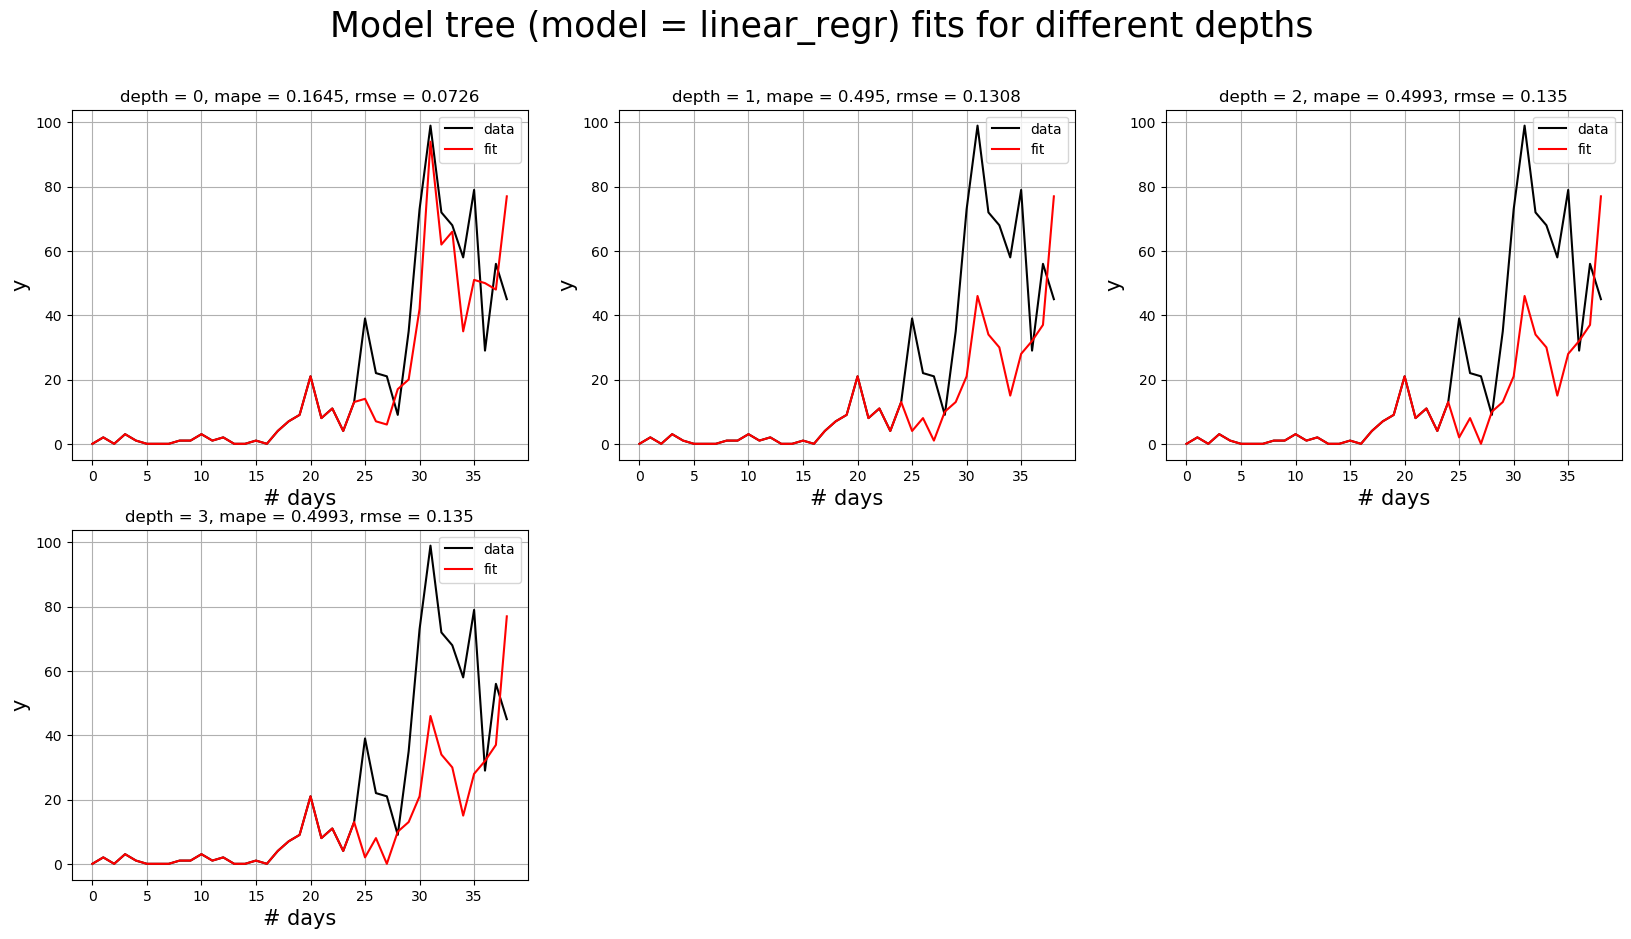 Model tree (model = linear_regr) fits for different depths
depth = 0, mape = 0.1645, rmse = 0.0726
100
80
60
40
20
0
y
data
fit
0 5 10 15 20 25 30 35
# days
depth = 1, mape = 0.495, rmse = 0.1308
100
80
60
40
20
0
y
data
fit
0 5 10 15 20 25 30 35
# days
depth = 2, mape = 0.4993, rmse = 0.135
100
80
60
40
20
0
y
data
fit
0 5 10 15 20 25 30 35
# days
depth = 3, mape = 0.4993, rmse = 0.135
100
80
60
40
20
0
y
data
fit
0 5 10 15 20 25 30 35
# days